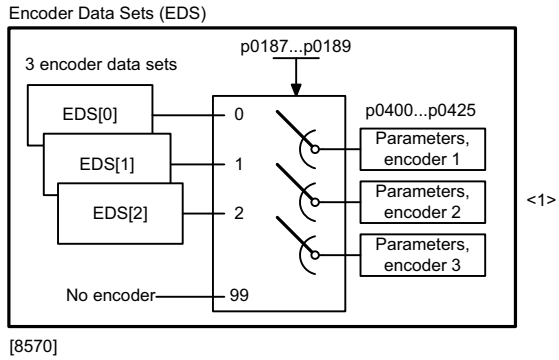 Encoder Data Sets (EDS)
p0187...p0189
3 encoder data sets
p0400...p0425
EDS[0]
0
Parameters,
encoder 1
EDS[1]
1
Parameters,
encoder 2
<1>
EDS[2]
2
Parameters,
encoder 3
No encoder
99
[8570]